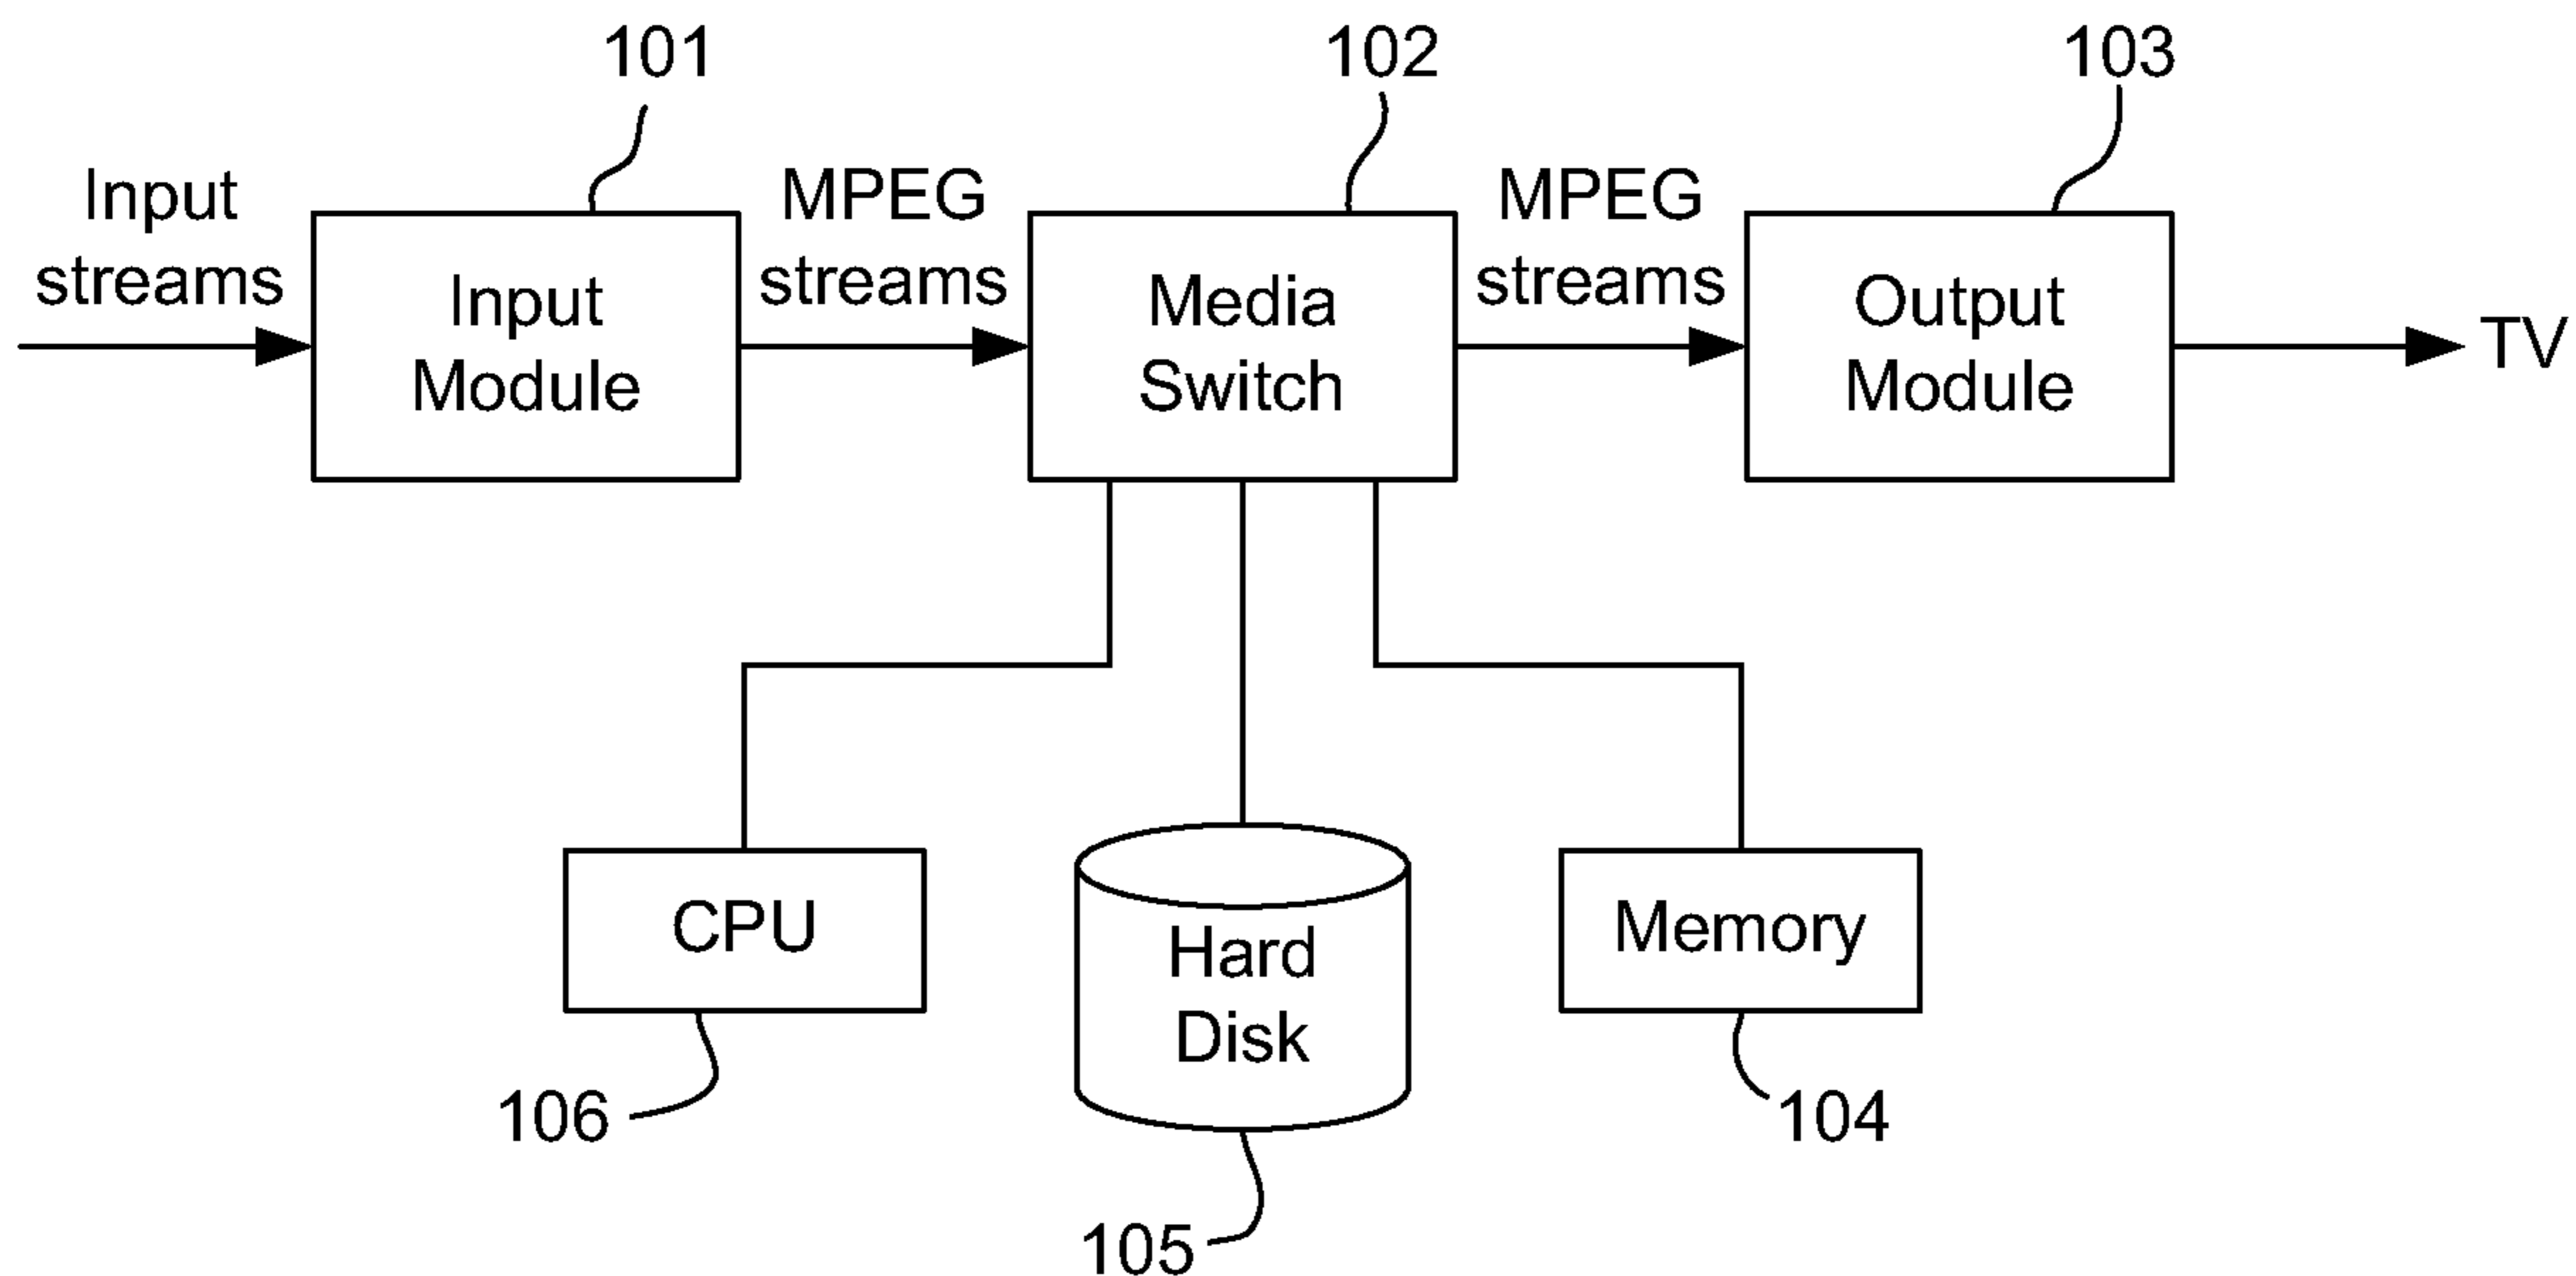 101
102
103
Input
streams
Input
Module
MPEG
streams
Media
Switch
MPEG
streams
Output
Module
TV
CPU
Hard
Disk
Memory
106
105
104